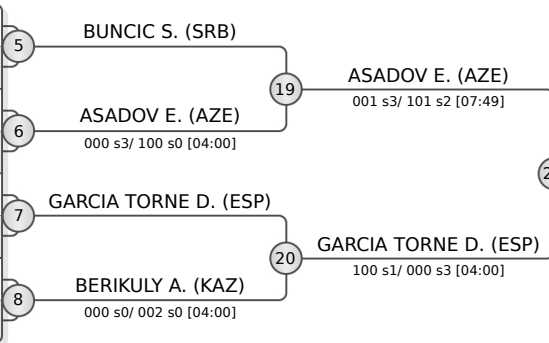 BUNCIC S. (SRB)
5
19
ASADOV E. (AZE)
001 s3/ 101 s2 [07:49]
ASADOV E. (AZE)
6
000 s3/ 100 s0 [04:00]
GARCIA TORNE D. (ESP)
7
20
GARCIA TORNE D. (ESP)
100 s1/ 000 s3 [04:00]
BERIKULY A. (KAZ)
8
000 s0/ 002 s0 [04:00]